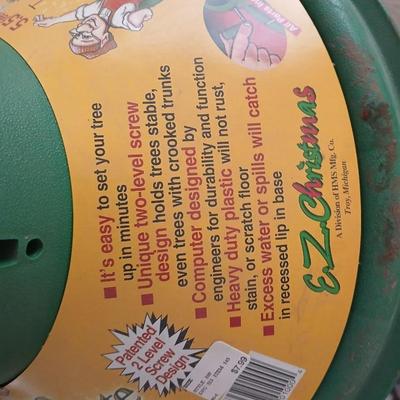 ■ It's easy to set your tree
up in minutes
■ Unique two-level screw
design holds trees stable,
even trees with crooked trunks
■ Computer designed by
engineers for durability and function
■ Heavy duty plastic will not rust,
stain, or scratch floor
■ Excess water or spills will catch
in recessed lip in base
E-Z Christmas
A Division of HMS Mfg. Co.
Troy, Michigan
Patented
2 Level
Screw
Design
$7.99